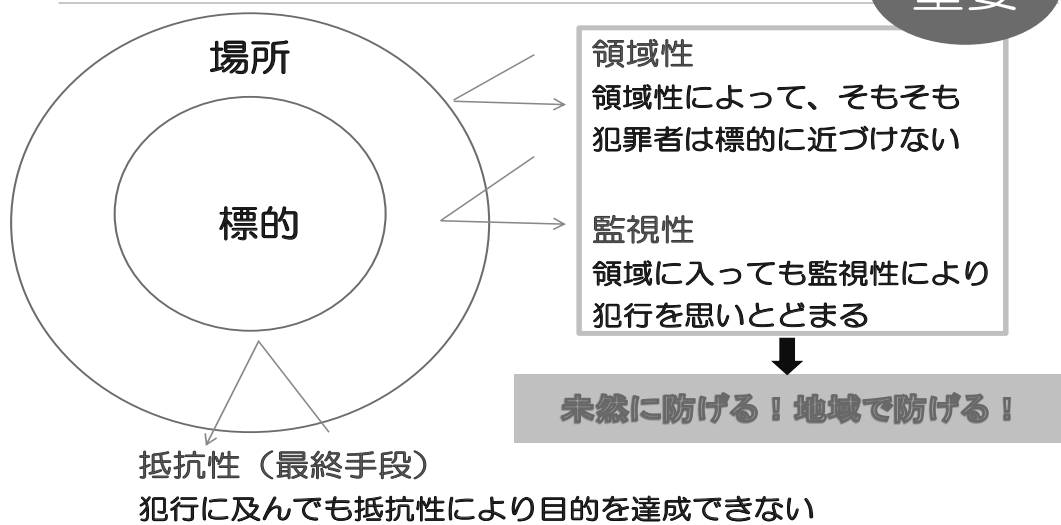 重要
場所
標的
領域性
領域性によって、そもそも
犯罪者は標的に近づけない
監視性
領域に入っても監視性により
犯行を思いとどまる
未然に防げる！地域で防げる！
抵抗性（最終手段）
犯行に及んでも抵抗性により目的を達成できない